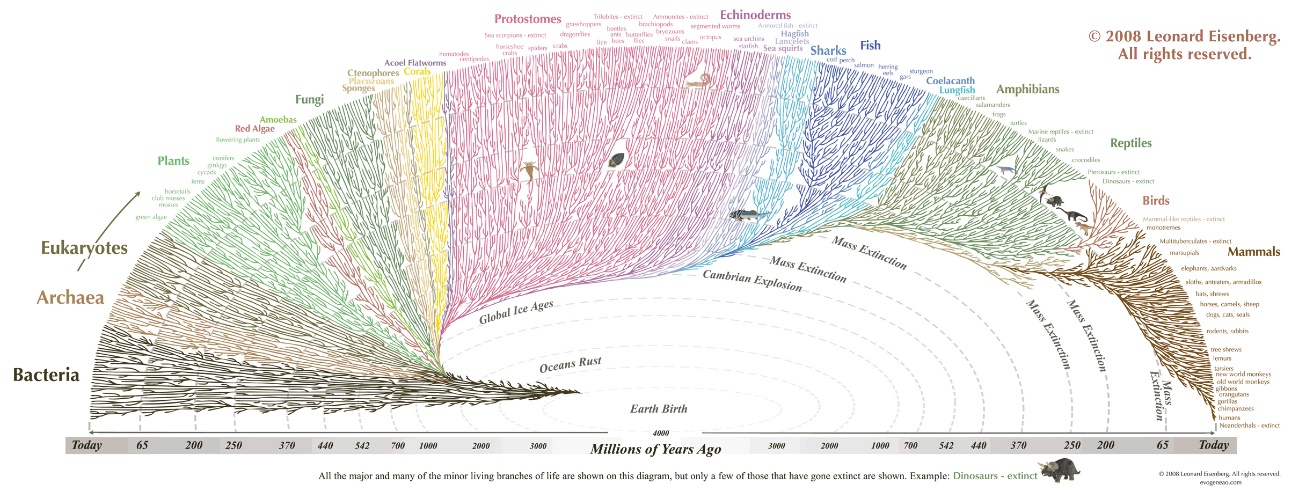 © 2008 Leonard Eisenberg.
All rights reserved.
Protostomes
Echinoderms
Trilobites - extinct
Ammonites - extinct
grasshoppers
beetles
brachiopods
segmented worms
Armored fish - extinct
Sea scorpions - extinct
dragonflies
ants
butterflies
bryozoans
octopus
Hagfish
Lancelets
horseshoe
crabs
spiders
crabs
lice
bees
flies
snails
clams
sea urchins
starfish
Sea squirts
Sharks
Fish
nematodes
centipedes
cod
perch
salmon
herring
eels
gars
sturgeon
Acoel Flatworms
Ctenophores
Corals
Placozoans
Sponges
Coelacanth
Lungfish
caecilians
salamanders
frogs
Amphibians
Fungi
Amoebas
Red Algae
flowering plants
turtles
Marine reptiles - extinct
lizards
snakes
crocodiles
Reptiles
Pterosaurs - extinct
Dinosaurs - extinct
Plants
conifers
ginkgo
cycads
ferns
horsetails
club mosses
mosses
green algae
Birds
Mammal-like reptiles - extinct
monotremes
Multituberculates - extinct
marsupials
Mammals
elephants, aardvarks
sloths, anteaters, armadillos
bats, shrews
horses, camels, sheep
dogs, cats, seals
rodents, rabbits
tree shrews
lemurs
tarsiers
new world monkeys
old world monkeys
gibbons
orangutans
gorillas
chimpanzees
humans
Neanderthals - extinct
Eukaryotes
Archaea
Bacteria
Mass Extinction
Mass Extinction
Cambrian Explosion
Global Ice Ages
Oceans Rust
Earth Birth
Mass Extinction
Mass Extinction
Mass
Extinction
4000
Today 65 200 250 370 440 542 700 1000 2000 3000 Millions of Years Ago 3000 2000 1000 700 542 440 370 250 200 65 Today
All the major and many of the minor living branches of life are shown on this diagram, but only a few of those that have gone extinct are shown. Example: Dinosaurs - extinct
© 2008 Leonard Eisenberg. All rights reserved.
evogeneao.com